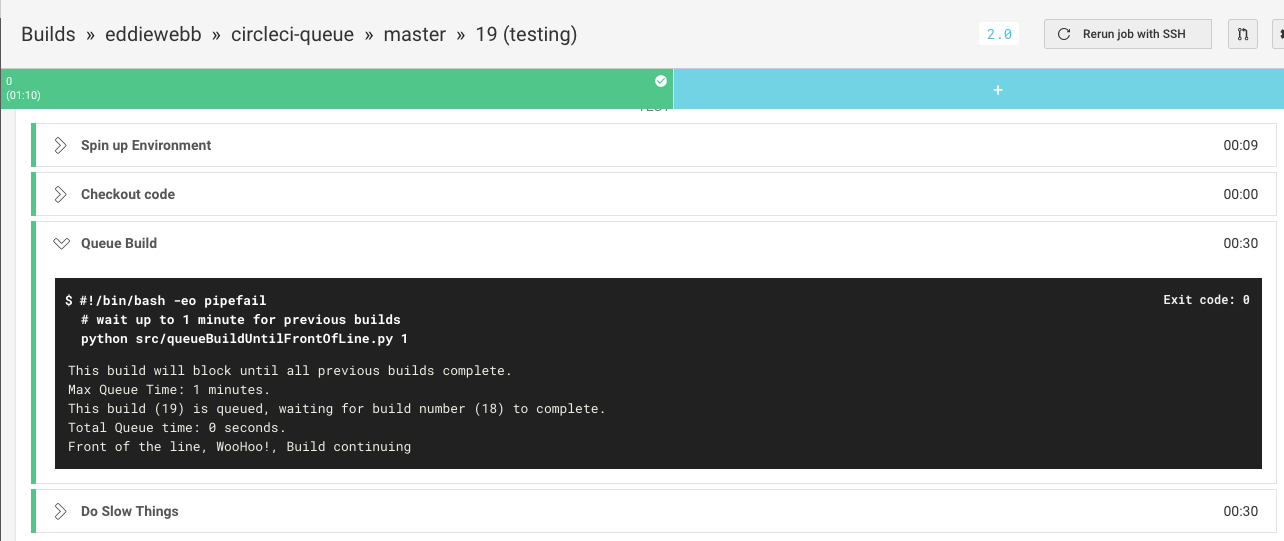 Builds » eddiewebb » circleci-queue » master » 19 (testing)
2.0
Rerun job with SSH
0
(01:10)
+
TEST
Spin up Environment 00:09
Checkout code 00:00
Queue Build 00:30
$ #!/bin/bash -eo pipefail Exit code: 0
# wait up to 1 minute for previous builds
python src/queueBuildUntilFrontOfLine.py 1
This build will block until all previous builds complete.
Max Queue Time: 1 minutes.
This build (19) is queued, waiting for build number (18) to complete.
Total Queue time: 0 seconds.
Front of the line, WooHoo!, Build continuing
Do Slow Things 00:30